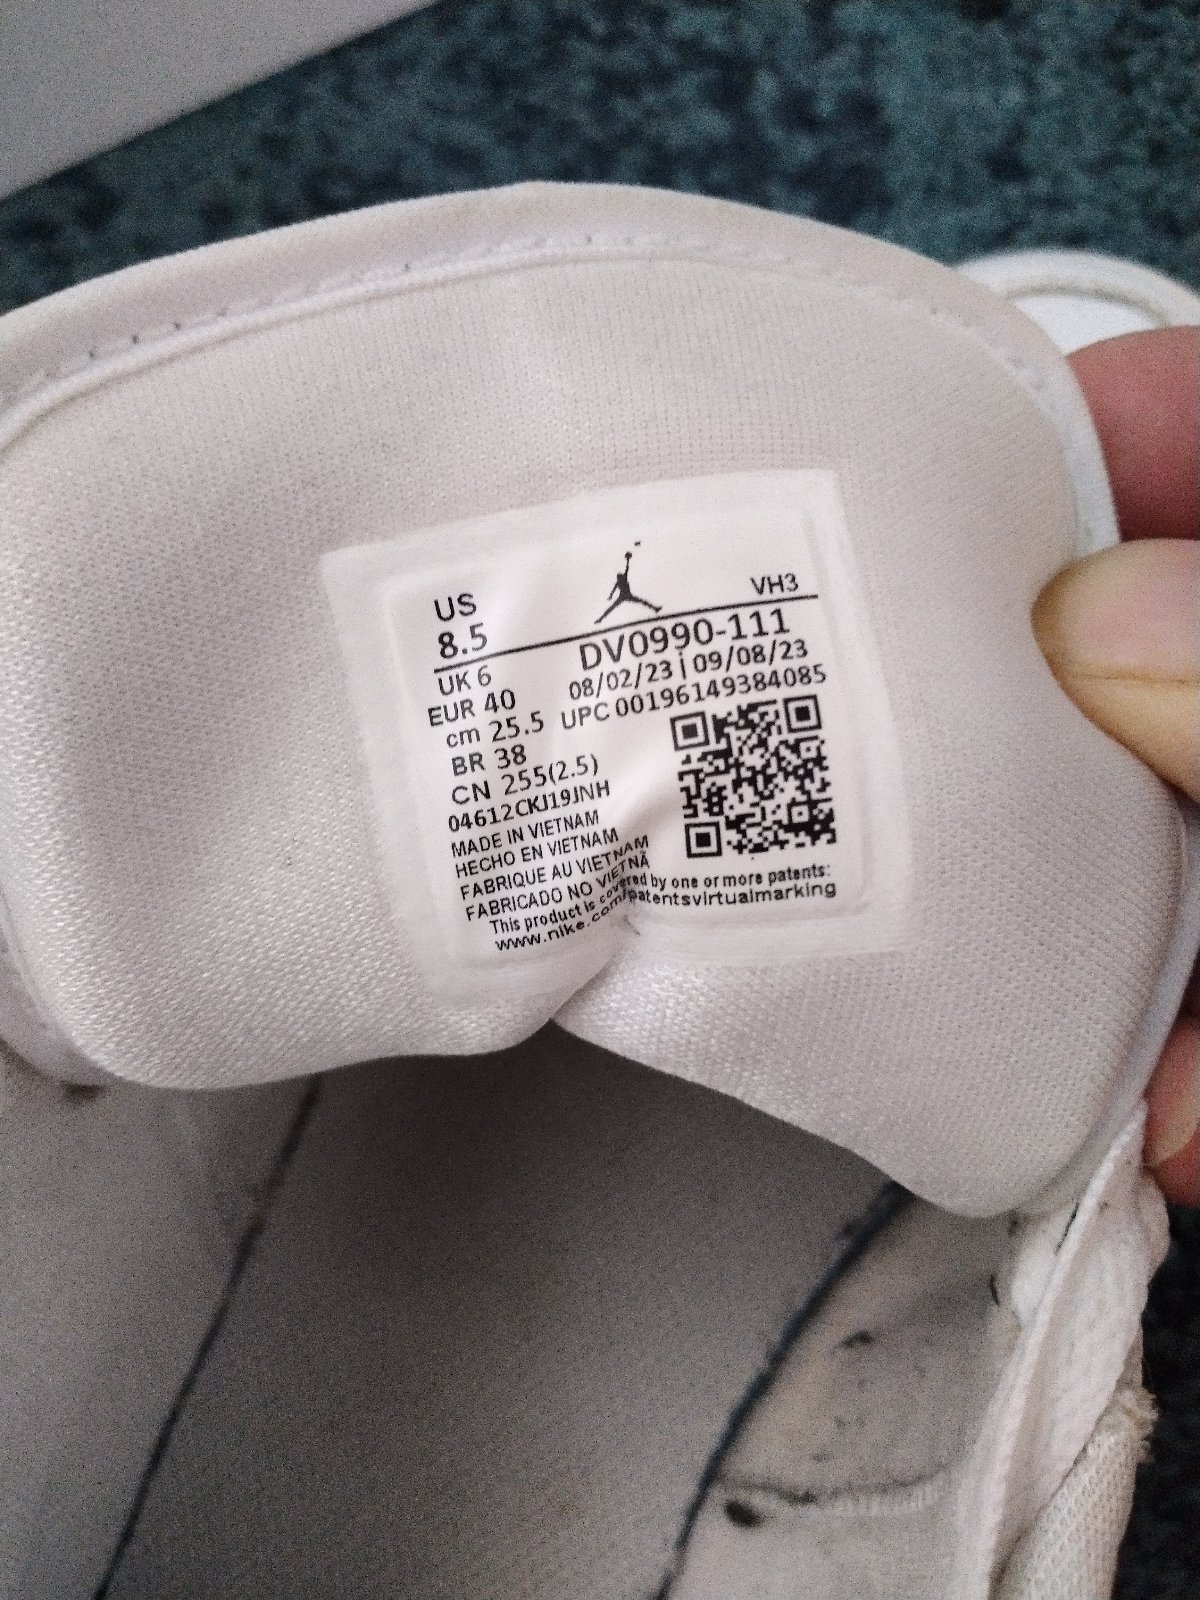 US
8.5
VH3
DV0990-111
08/02/23 | 09/08/23
UPC 00196149384085
UK 6
EUR 40
cm 25.5
BR 38
CN 255(2.5)
04612CKJ19JNH
MADE IN VIETNAM
HECHO EN VIETNAM
FABRIQUE AU VIETNAM
FABRICADO NO VIETNÃ
This product is covered by one or more patents:
www.nike.com/patentsvirtualmarking